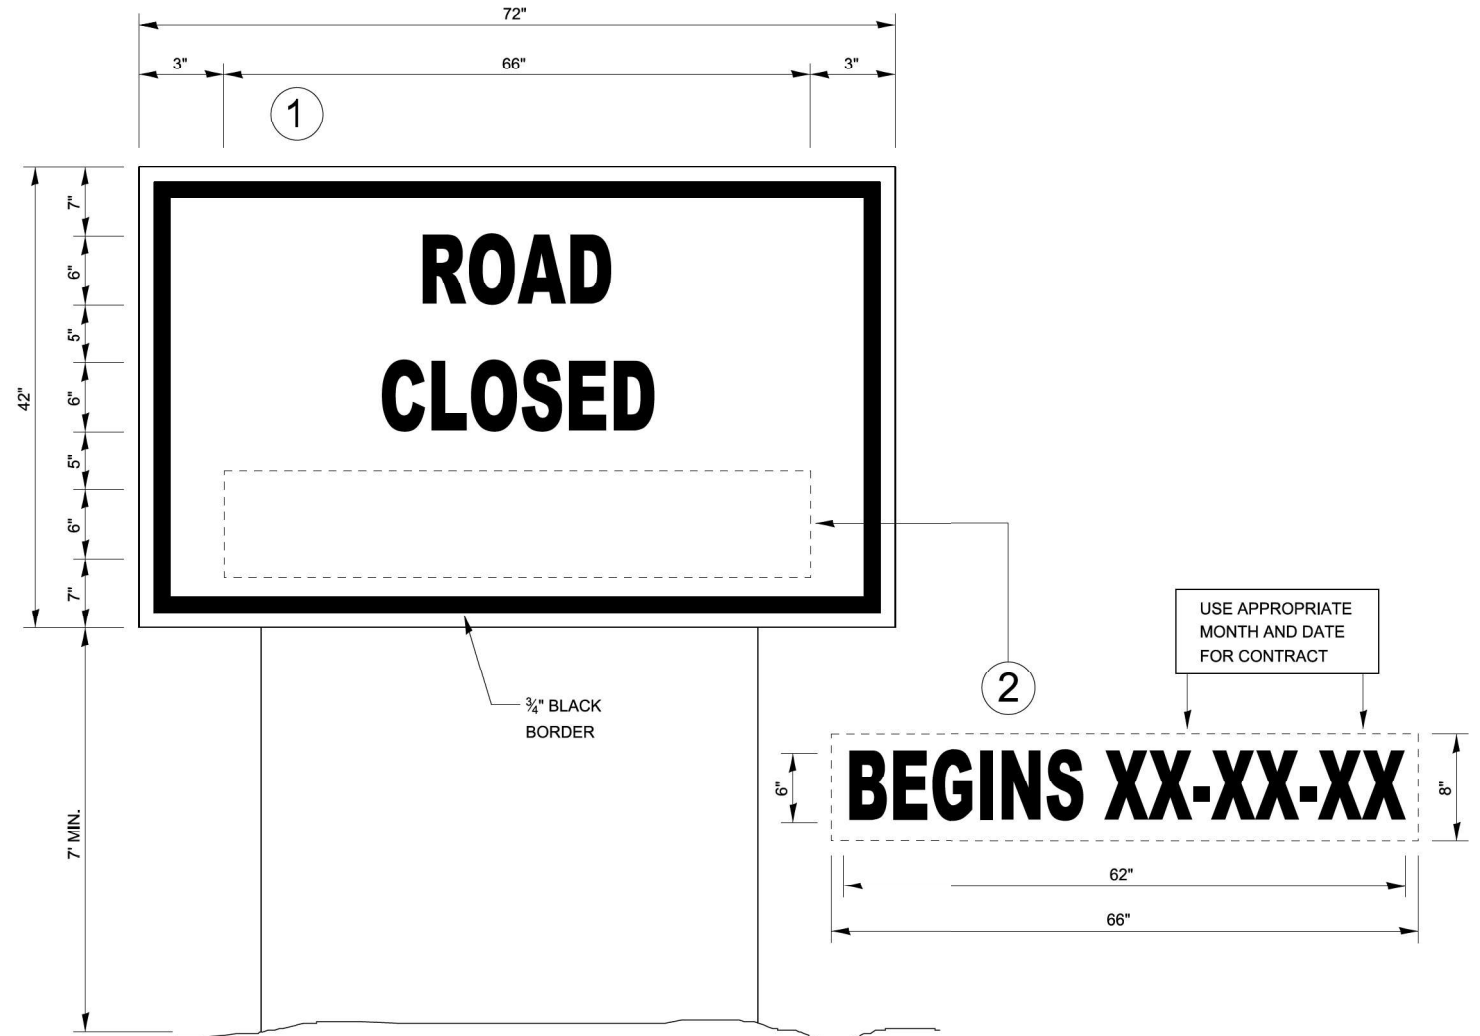 72"
3" 66" 3"
1
7"
6"
5"
6"
5"
6"
7"
42"
ROAD
CLOSED
2
¾" BLACK
BORDER
7' MIN.
USE APPROPRIATE
MONTH AND DATE
FOR CONTRACT
6"
BEGINS XX-XX-XX
8"
62"
66"